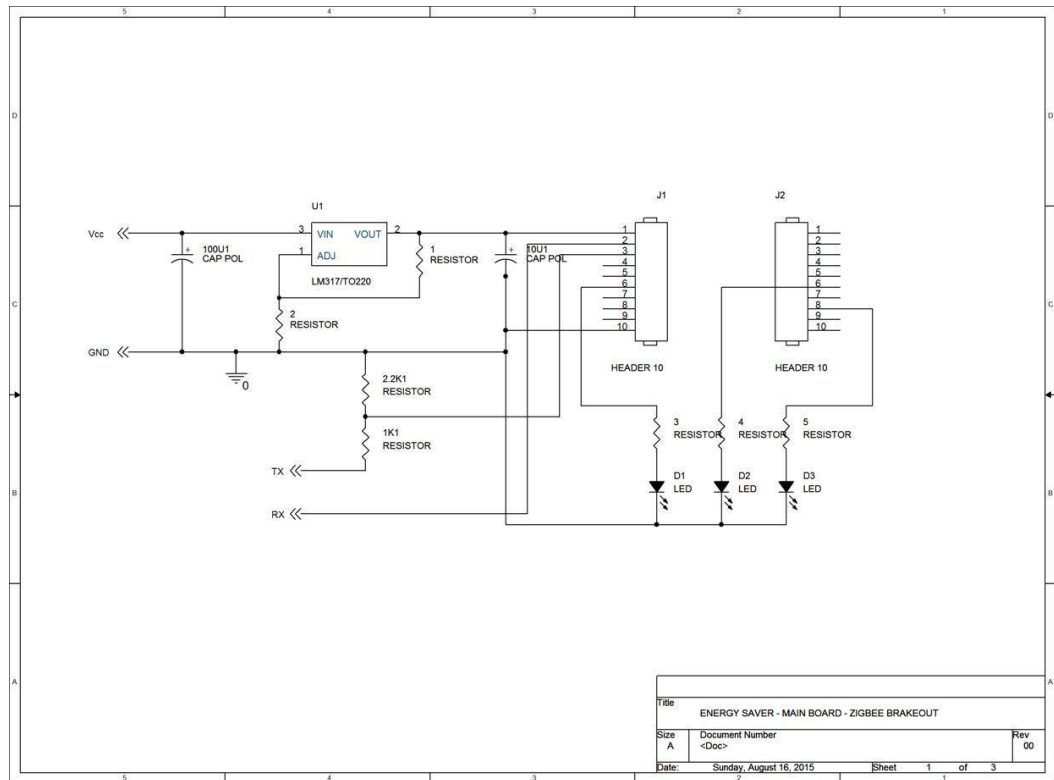 5 4 3 2 1
D D
C C
B B
A A
U1
Vcc
3 VIN VOUT 2
1 ADJ
LM317/TO220
100U1
CAP POL
1
RESISTOR
10U1
CAP POL
2
RESISTOR
GND
0
2.2K1
RESISTOR
1K1
RESISTOR
TX
RX
J1
1
2
3
4
5
6
7
8
9
10
HEADER 10
J2
1
2
3
4
5
6
7
8
9
10
HEADER 10
3
RESISTOR
4
RESISTOR
5
RESISTOR
D1
LED
D2
LED
D3
LED
Title
ENERGY SAVER - MAIN BOARD - ZIGBEE BRAKEOUT
Size Document Number Rev
A <Doc> 00
Date: Sunday, August 16, 2015 Sheet 1 of 3
5 4 3 2 1